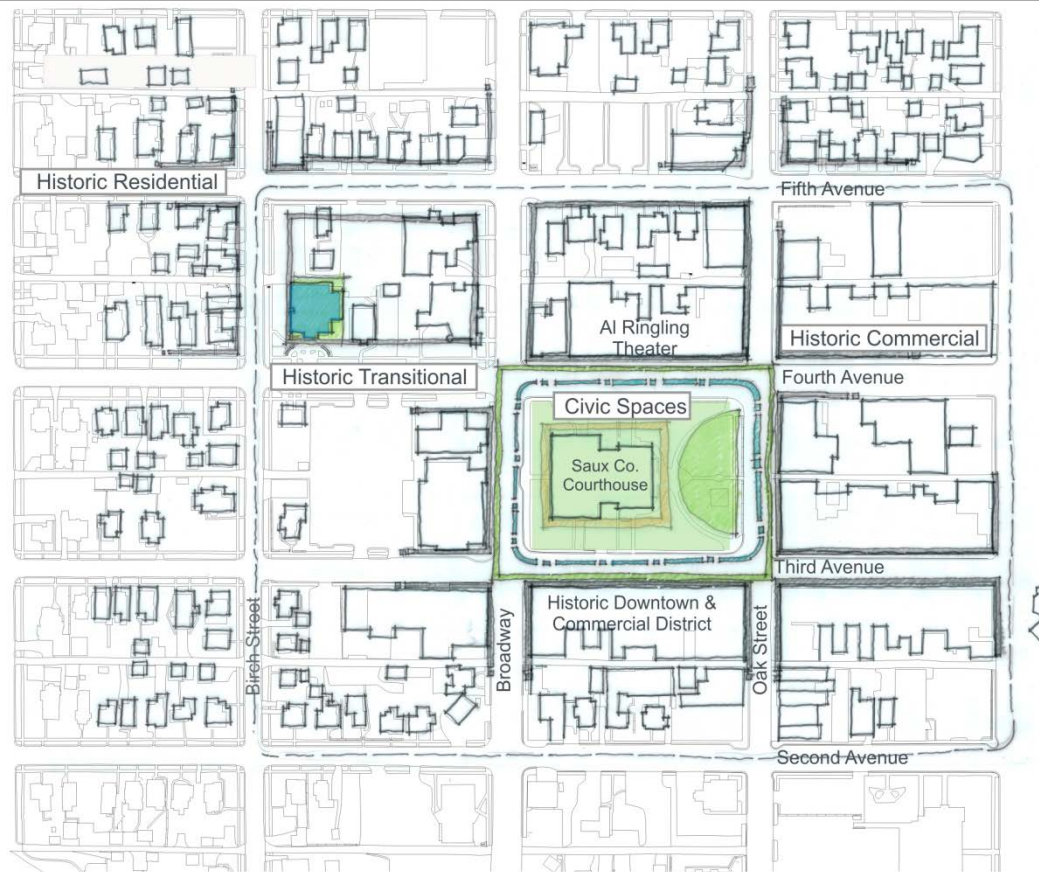 Historic Residential
Fifth Avenue
Al Ringling
Theater
Historic Commercial
Historic Transitional
Fourth Avenue
Civic Spaces
Saux Co.
Courthouse
Third Avenue
Historic Downtown &
Commercial District
Birch Street
Broadway
Oak Street
Second Avenue